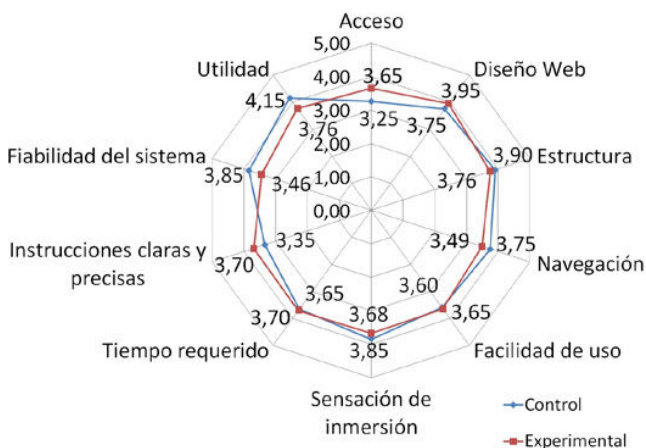 Acceso
5,00
Utilidad
Diseño Web
4,00
3,65
3,95
4,15
3,00
3,25
3,75
3,76
2,00
Fiabilidad del sistema
3,90
Estructura
3,85
3,46
1,00
3,76
0,00
Instrucciones claras y
precisas
3,35
3,49
3,75
3,70
Navegación
3,65
3,60
3,70
3,68
3,65
Tiempo requerido
3,85
Facilidad de uso
Sensación de
inmersión
Control
Experimental